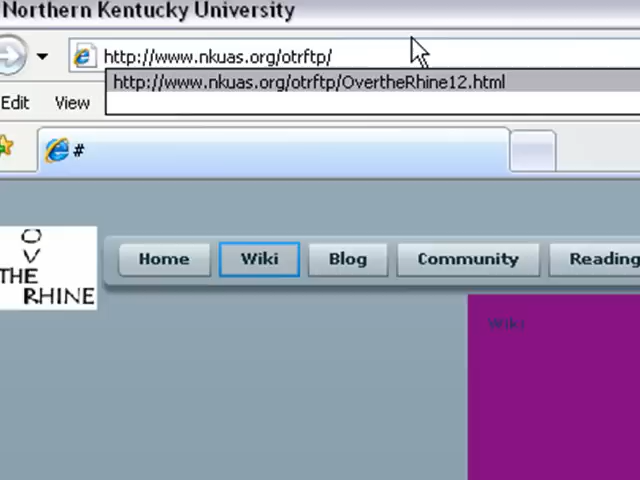 Northern Kentucky University
http://www.nkuas.org/otrftp/
http://www.nkuas.org/otrftp/OvertheRhine12.html
Edit View
#
O
V
THE
RHINE
Home Wiki Blog Community Reading
Wiki